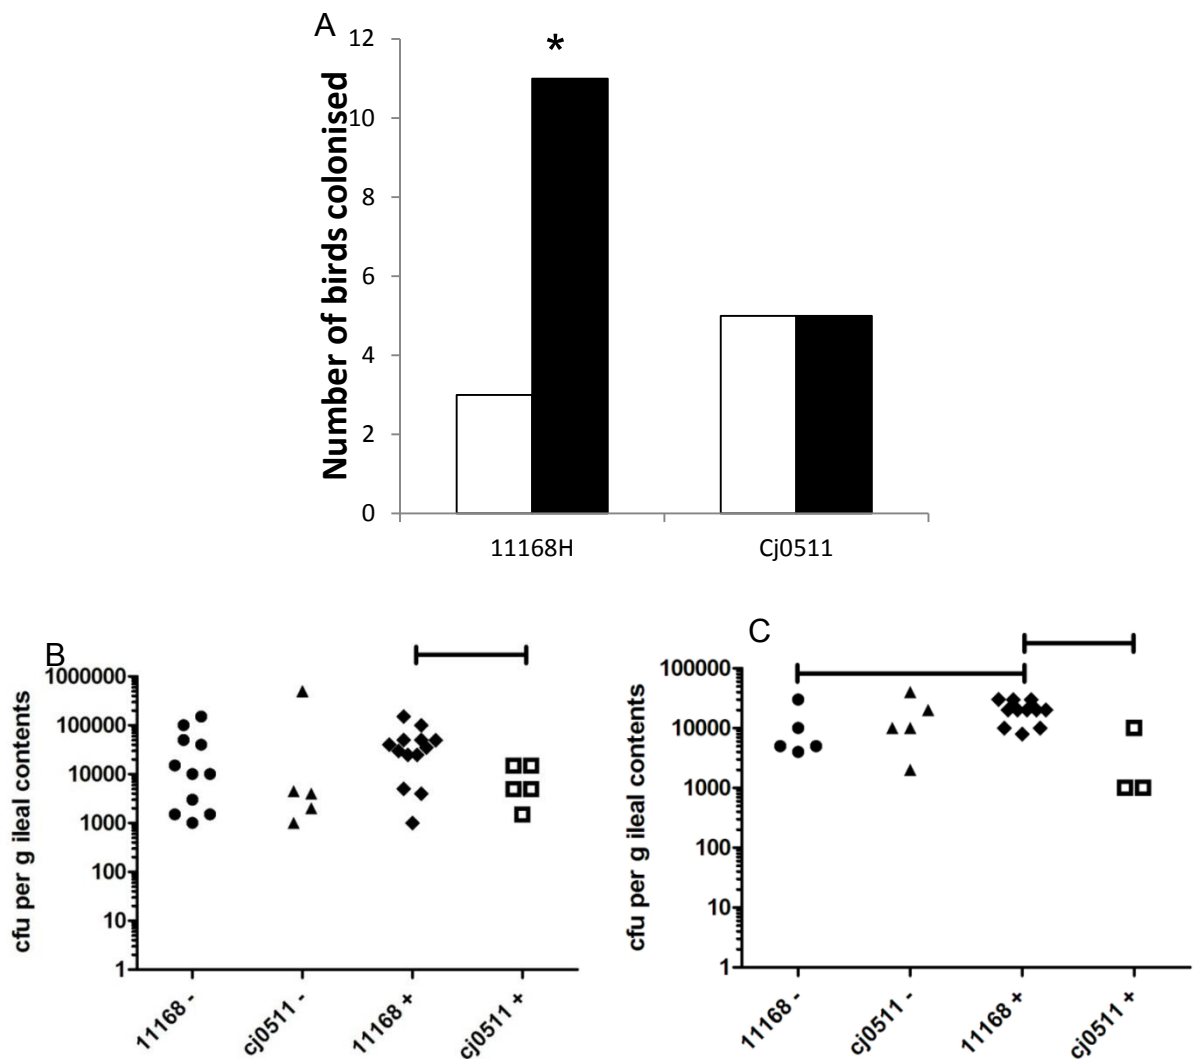 A
*
Number of birds colonised
12
10
8
6
4
2
0
11168H
Cj0511
B
cfu per g ileal contents
1000000
100000
10000
1000
100
10
1
11168 -
cj0511 -
11168 +
cj0511 +
C
cfu per g ileal contents
100000
10000
1000
100
10
1
11168 -
cj0511 -
11168 +
cj0511 +